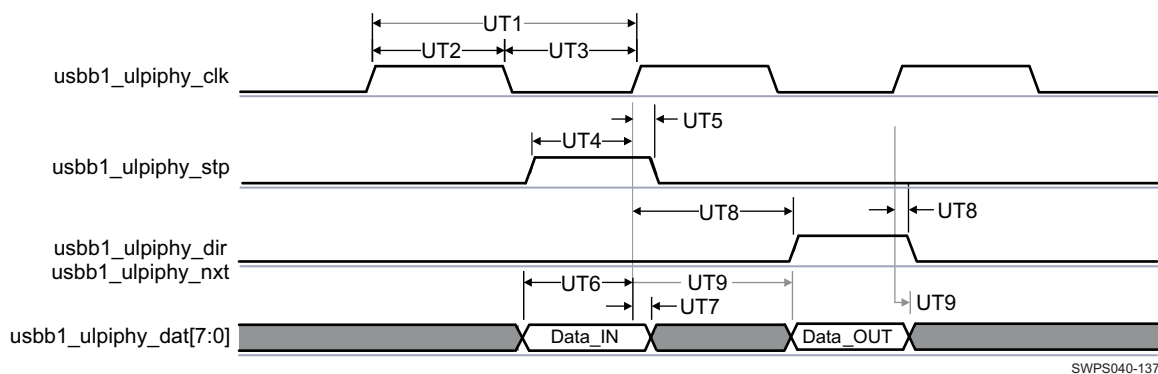 UT1
UT2 UT3
usbb1_ulpiphy_clk
UT5
UT4
usbb1_ulpiphy_stp
UT8 UT8
usbb1_ulpiphy_dir
usbb1_ulpiphy_nxt
UT6 UT9
UT7 UT9
usbb1_ulpiphy_dat[7:0] Data_IN Data_OUT
SWPS040-137